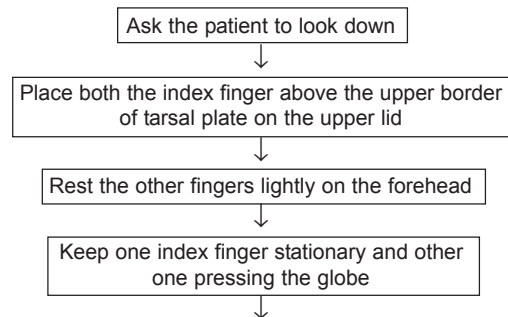 Ask the patient to look down
Place both the index finger above the upper border
of tarsal plate on the upper lid
Rest the other fingers lightly on the forehead
Keep one index finger stationary and other
one pressing the globe